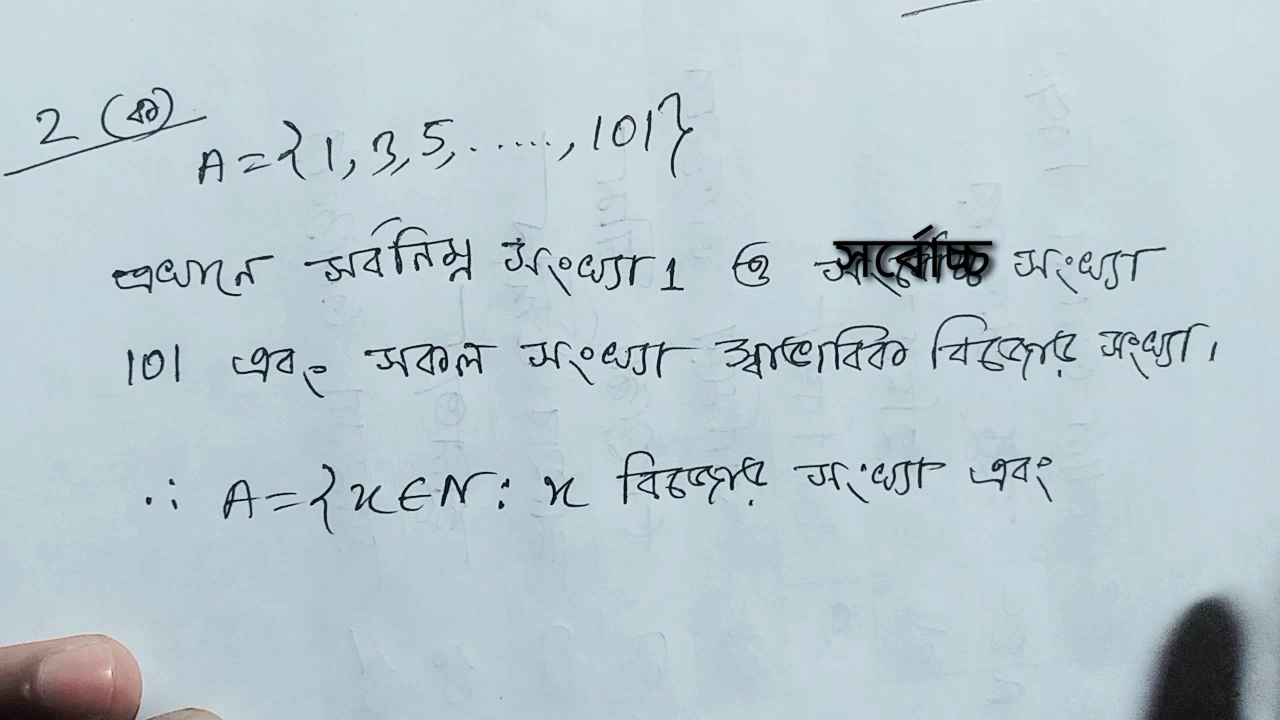 2 (ক)
A = {1, 3, 5, ....., 101}
এখানে সর্বনিম্ন সংখ্যা 1 ও সর্বোচ্চ সংখ্যা
101 এবং সকল সংখ্যা স্বাভাবিক বিজোড় সংখ্যা।
∴ A = {x ∈ N : x বিজোড় সংখ্যা এবং